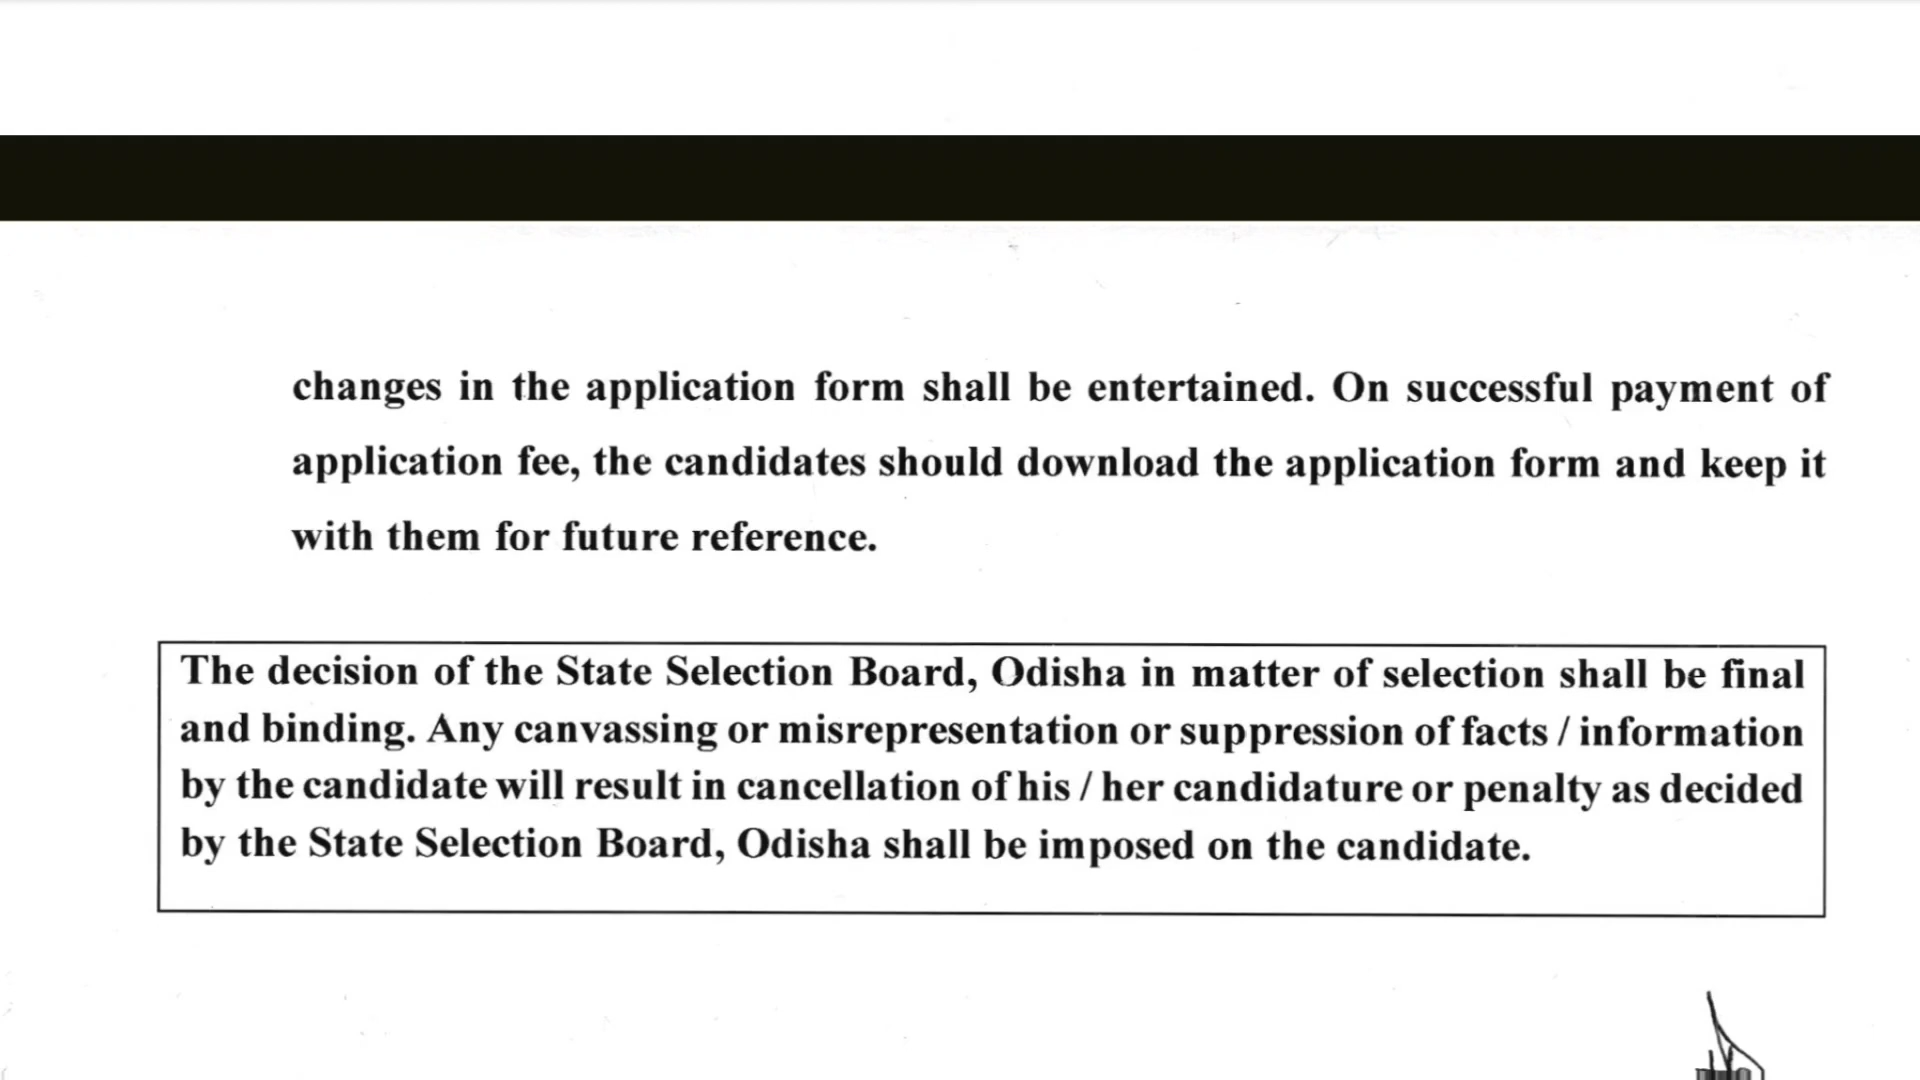 changes in the application form shall be entertained. On successful payment of
application fee, the candidates should download the application form and keep it
with them for future reference.
The decision of the State Selection Board, Odisha in matter of selection shall be final
and binding. Any canvassing or misrepresentation or suppression of facts / information
by the candidate will result in cancellation of his / her candidature or penalty as decided
by the State Selection Board, Odisha shall be imposed on the candidate.